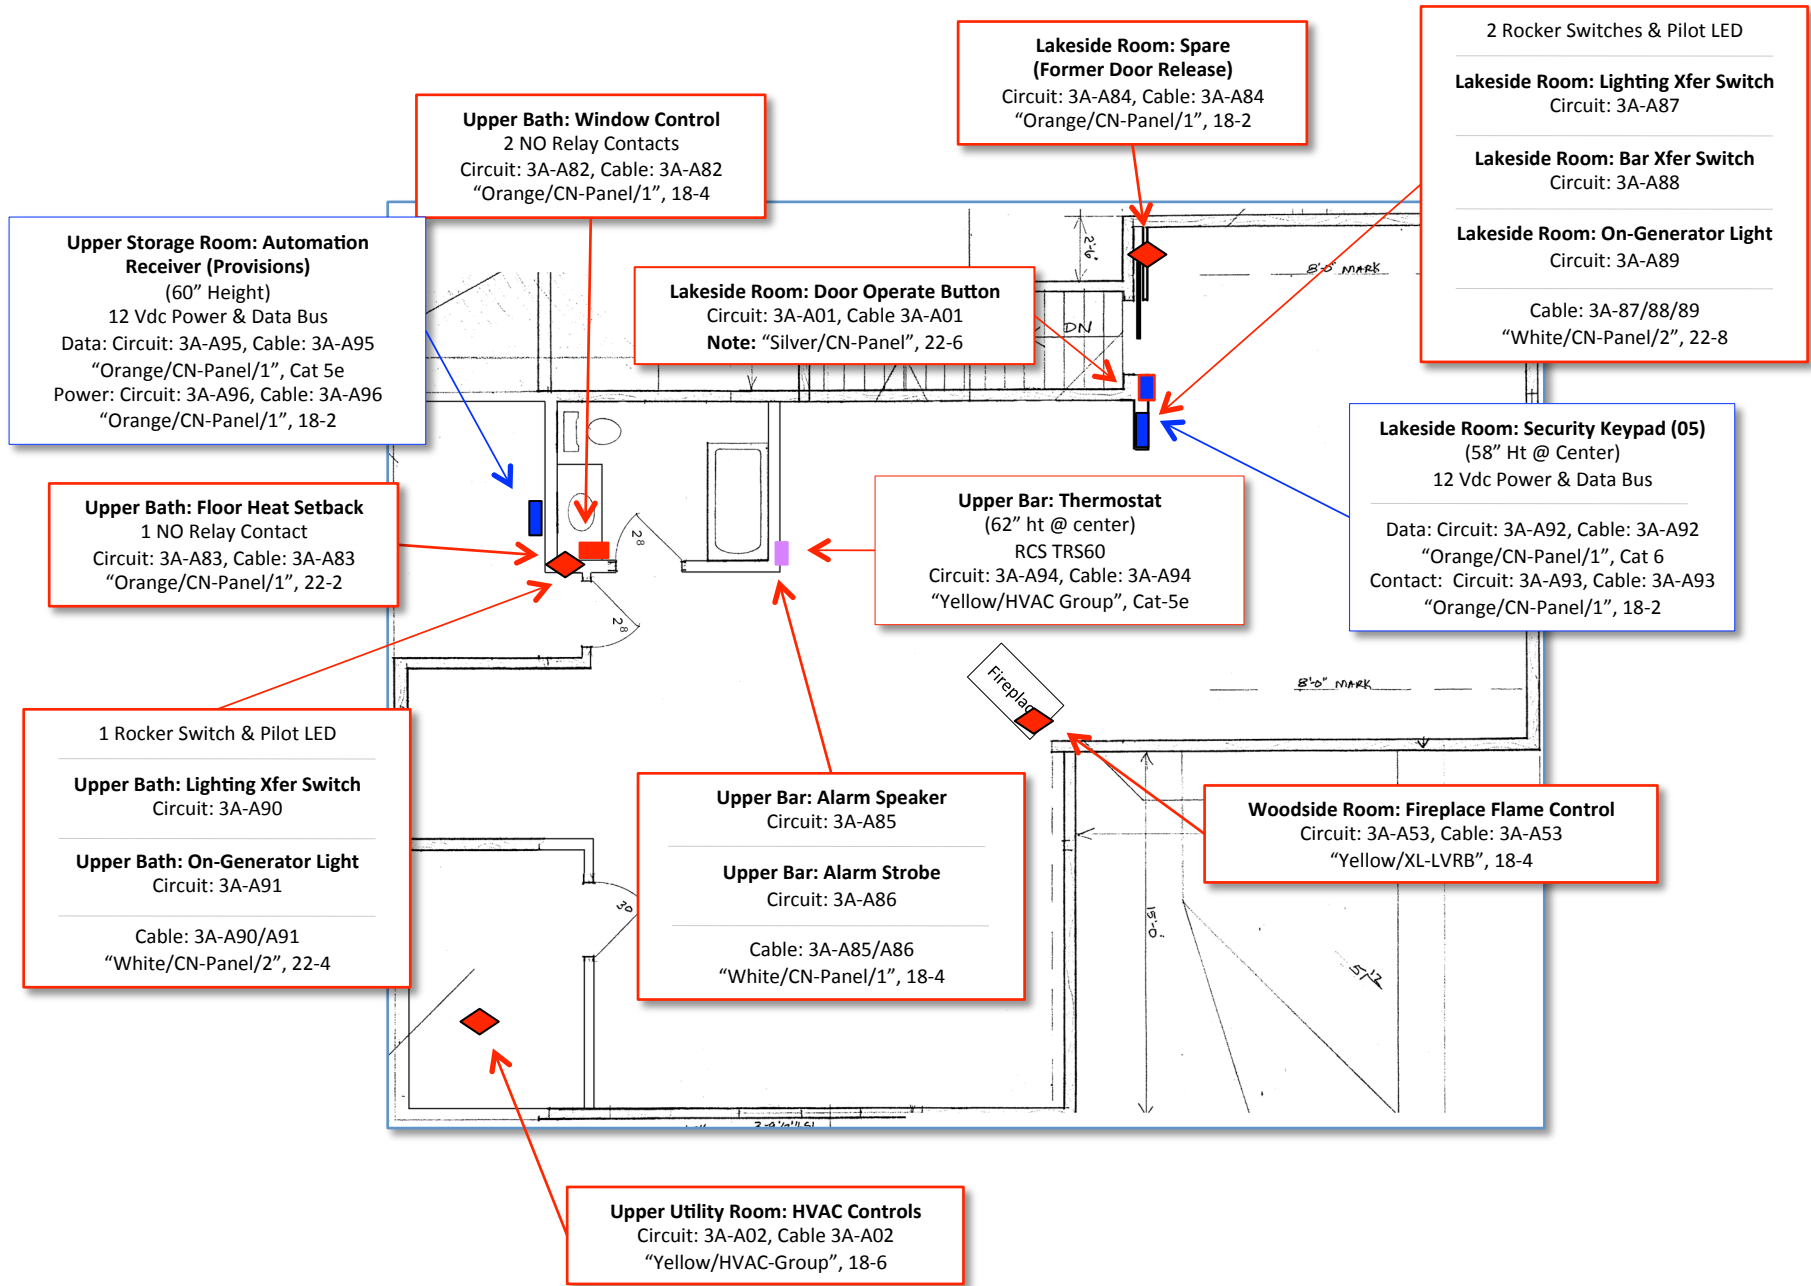 Lakeside Room: Spare
(Former Door Release)
Circuit: 3A-A84, Cable: 3A-A84
“Orange/CN-Panel/1”, 18-2
2 Rocker Switches & Pilot LED
Lakeside Room: Lighting Xfer Switch
Circuit: 3A-A87
Lakeside Room: Bar Xfer Switch
Circuit: 3A-A88
Lakeside Room: On-Generator Light
Circuit: 3A-A89
Cable: 3A-87/88/89
“White/CN-Panel/2”, 22-8
Upper Bath: Window Control
2 NO Relay Contacts
Circuit: 3A-A82, Cable: 3A-A82
“Orange/CN-Panel/1”, 18-4
Upper Storage Room: Automation
Receiver (Provisions)
(60” Height)
12 Vdc Power & Data Bus
Data: Circuit: 3A-A95, Cable: 3A-A95
“Orange/CN-Panel/1”, Cat 5e
Power: Circuit: 3A-A96, Cable: 3A-A96
“Orange/CN-Panel/1”, 18-2
2'-6"
8'-0" MARK
Lakeside Room: Door Operate Button
Circuit: 3A-A01, Cable 3A-A01
Note: “Silver/CN-Panel”, 22-6
DN
Lakeside Room: Security Keypad (05)
(58” Ht @ Center)
12 Vdc Power & Data Bus
Data: Circuit: 3A-A92, Cable: 3A-A92
“Orange/CN-Panel/1”, Cat 6
Contact: Circuit: 3A-A93, Cable: 3A-A93
“Orange/CN-Panel/1”, 18-2
Upper Bath: Floor Heat Setback
1 NO Relay Contact
Circuit: 3A-A83, Cable: 3A-A83
“Orange/CN-Panel/1”, 22-2
28
28
Upper Bar: Thermostat
(62” ht @ center)
RCS TRS60
Circuit: 3A-A94, Cable: 3A-A94
“Yellow/HVAC Group”, Cat-5e
Fireplac
8'-0" MARK
1 Rocker Switch & Pilot LED
Upper Bath: Lighting Xfer Switch
Circuit: 3A-A90
Upper Bath: On-Generator Light
Circuit: 3A-A91
Cable: 3A-A90/A91
“White/CN-Panel/2”, 22-4
30
Upper Bar: Alarm Speaker
Circuit: 3A-A85
Upper Bar: Alarm Strobe
Circuit: 3A-A86
Cable: 3A-A85/A86
“White/CN-Panel/1”, 18-4
Woodside Room: Fireplace Flame Control
Circuit: 3A-A53, Cable: 3A-A53
“Yellow/XL-LVRB”, 18-4
15'-0"
5/12
Upper Utility Room: HVAC Controls
Circuit: 3A-A02, Cable 3A-A02
“Yellow/HVAC-Group”, 18-6